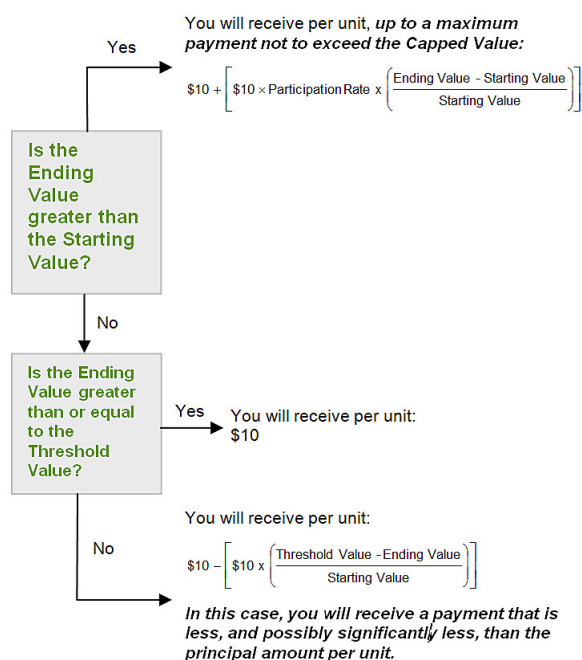 Yes
You will receive per unit, up to a maximum
payment not to exceed the Capped Value:
$10 + [ $10 × Participation Rate x ( Ending Value - Starting Value / Starting Value ) ]
Is the
Ending
Value
greater than
the Starting
Value?
No
Is the Ending
Value greater
than or equal
to the
Threshold
Value?
Yes
You will receive per unit:
$10
No
You will receive per unit:
$10 – [ $10 x ( Threshold Value - Ending Value / Starting Value ) ]
In this case, you will receive a payment that is
less, and possibly significantly less, than the
principal amount per unit.